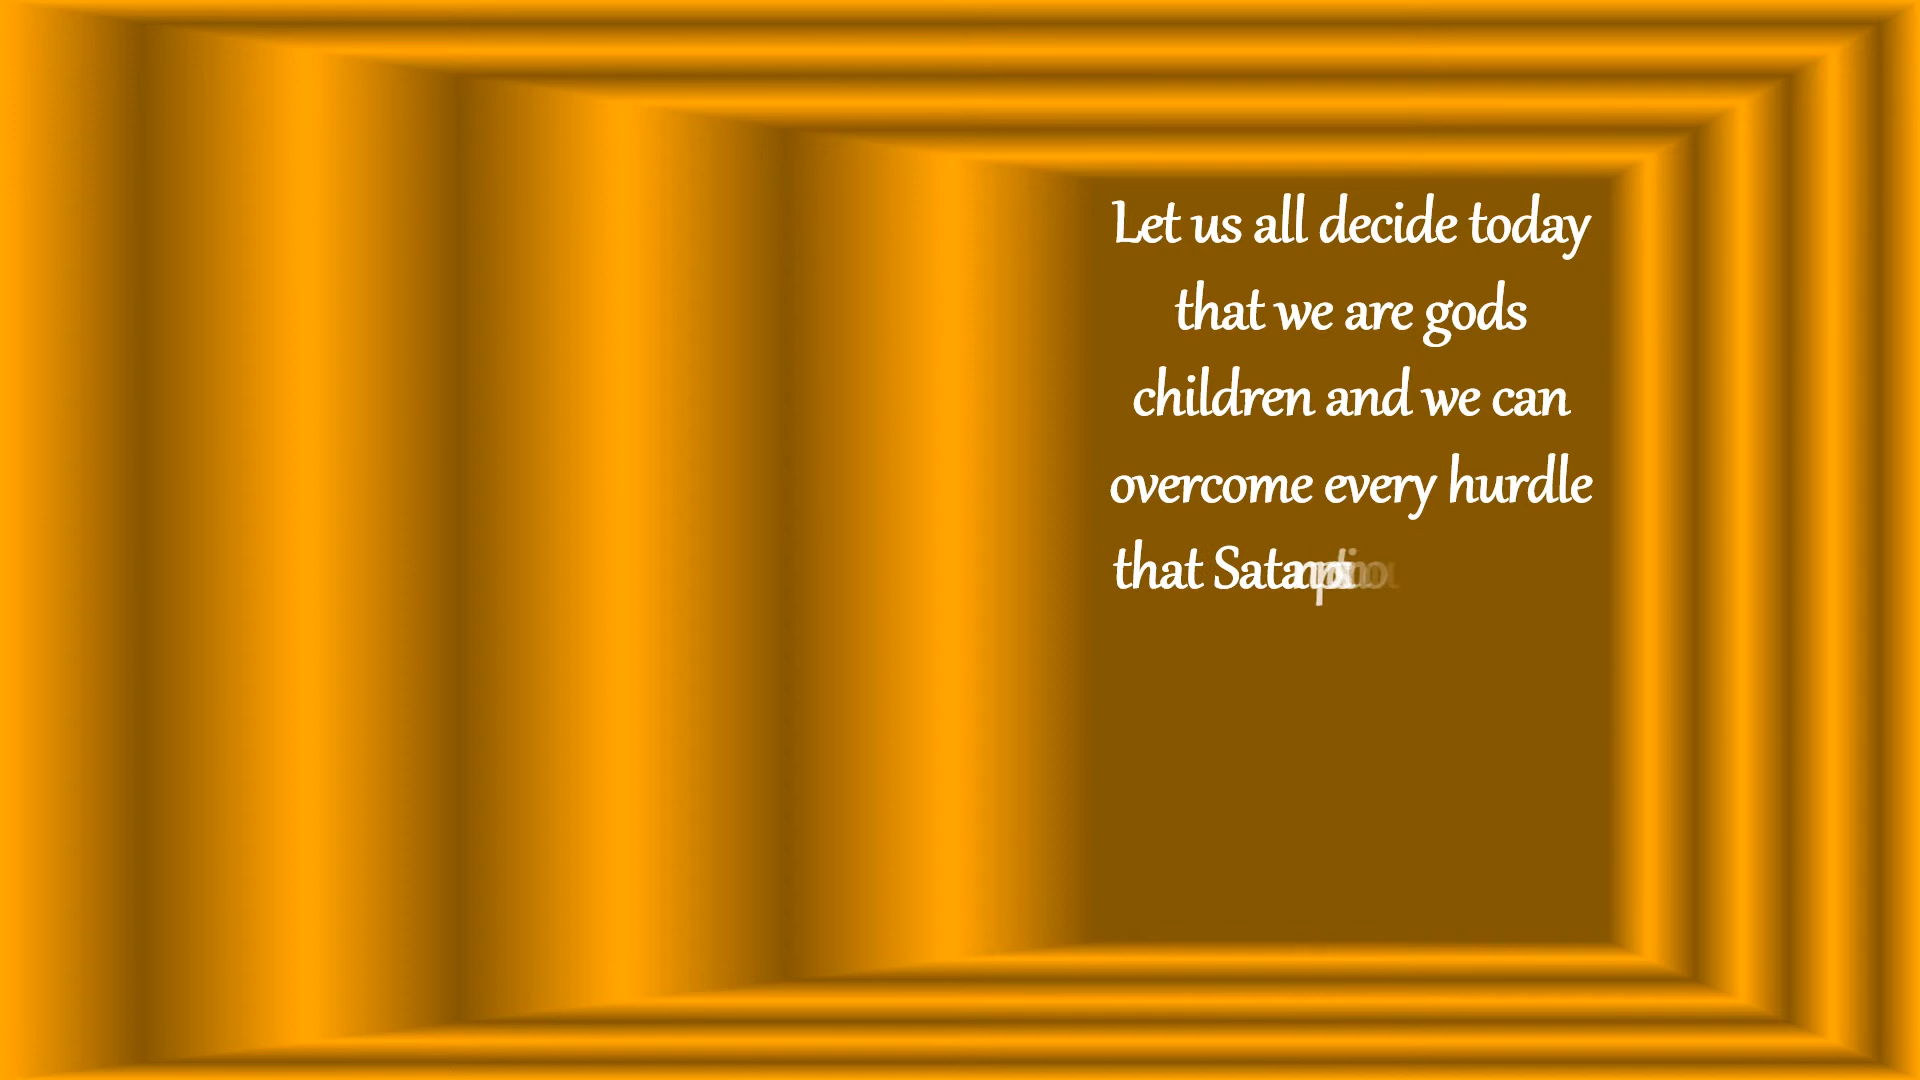 Let us all decide today
that we are gods
children and we can
overcome every hurdle
that Satan